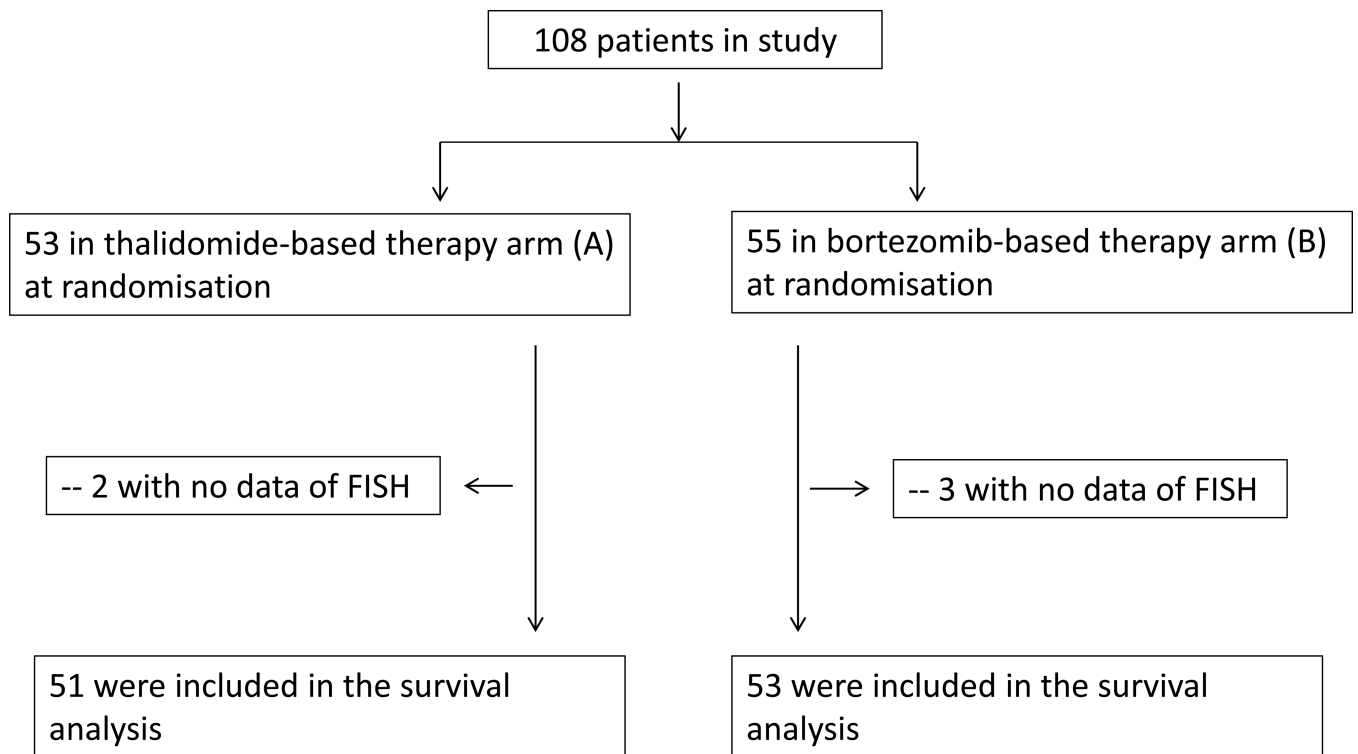 108 patients in study
53 in thalidomide-based therapy arm (A)
at randomisation
55 in bortezomib-based therapy arm (B)
at randomisation
-- 2 with no data of FISH
-- 3 with no data of FISH
51 were included in the survival
analysis
53 were included in the survival
analysis